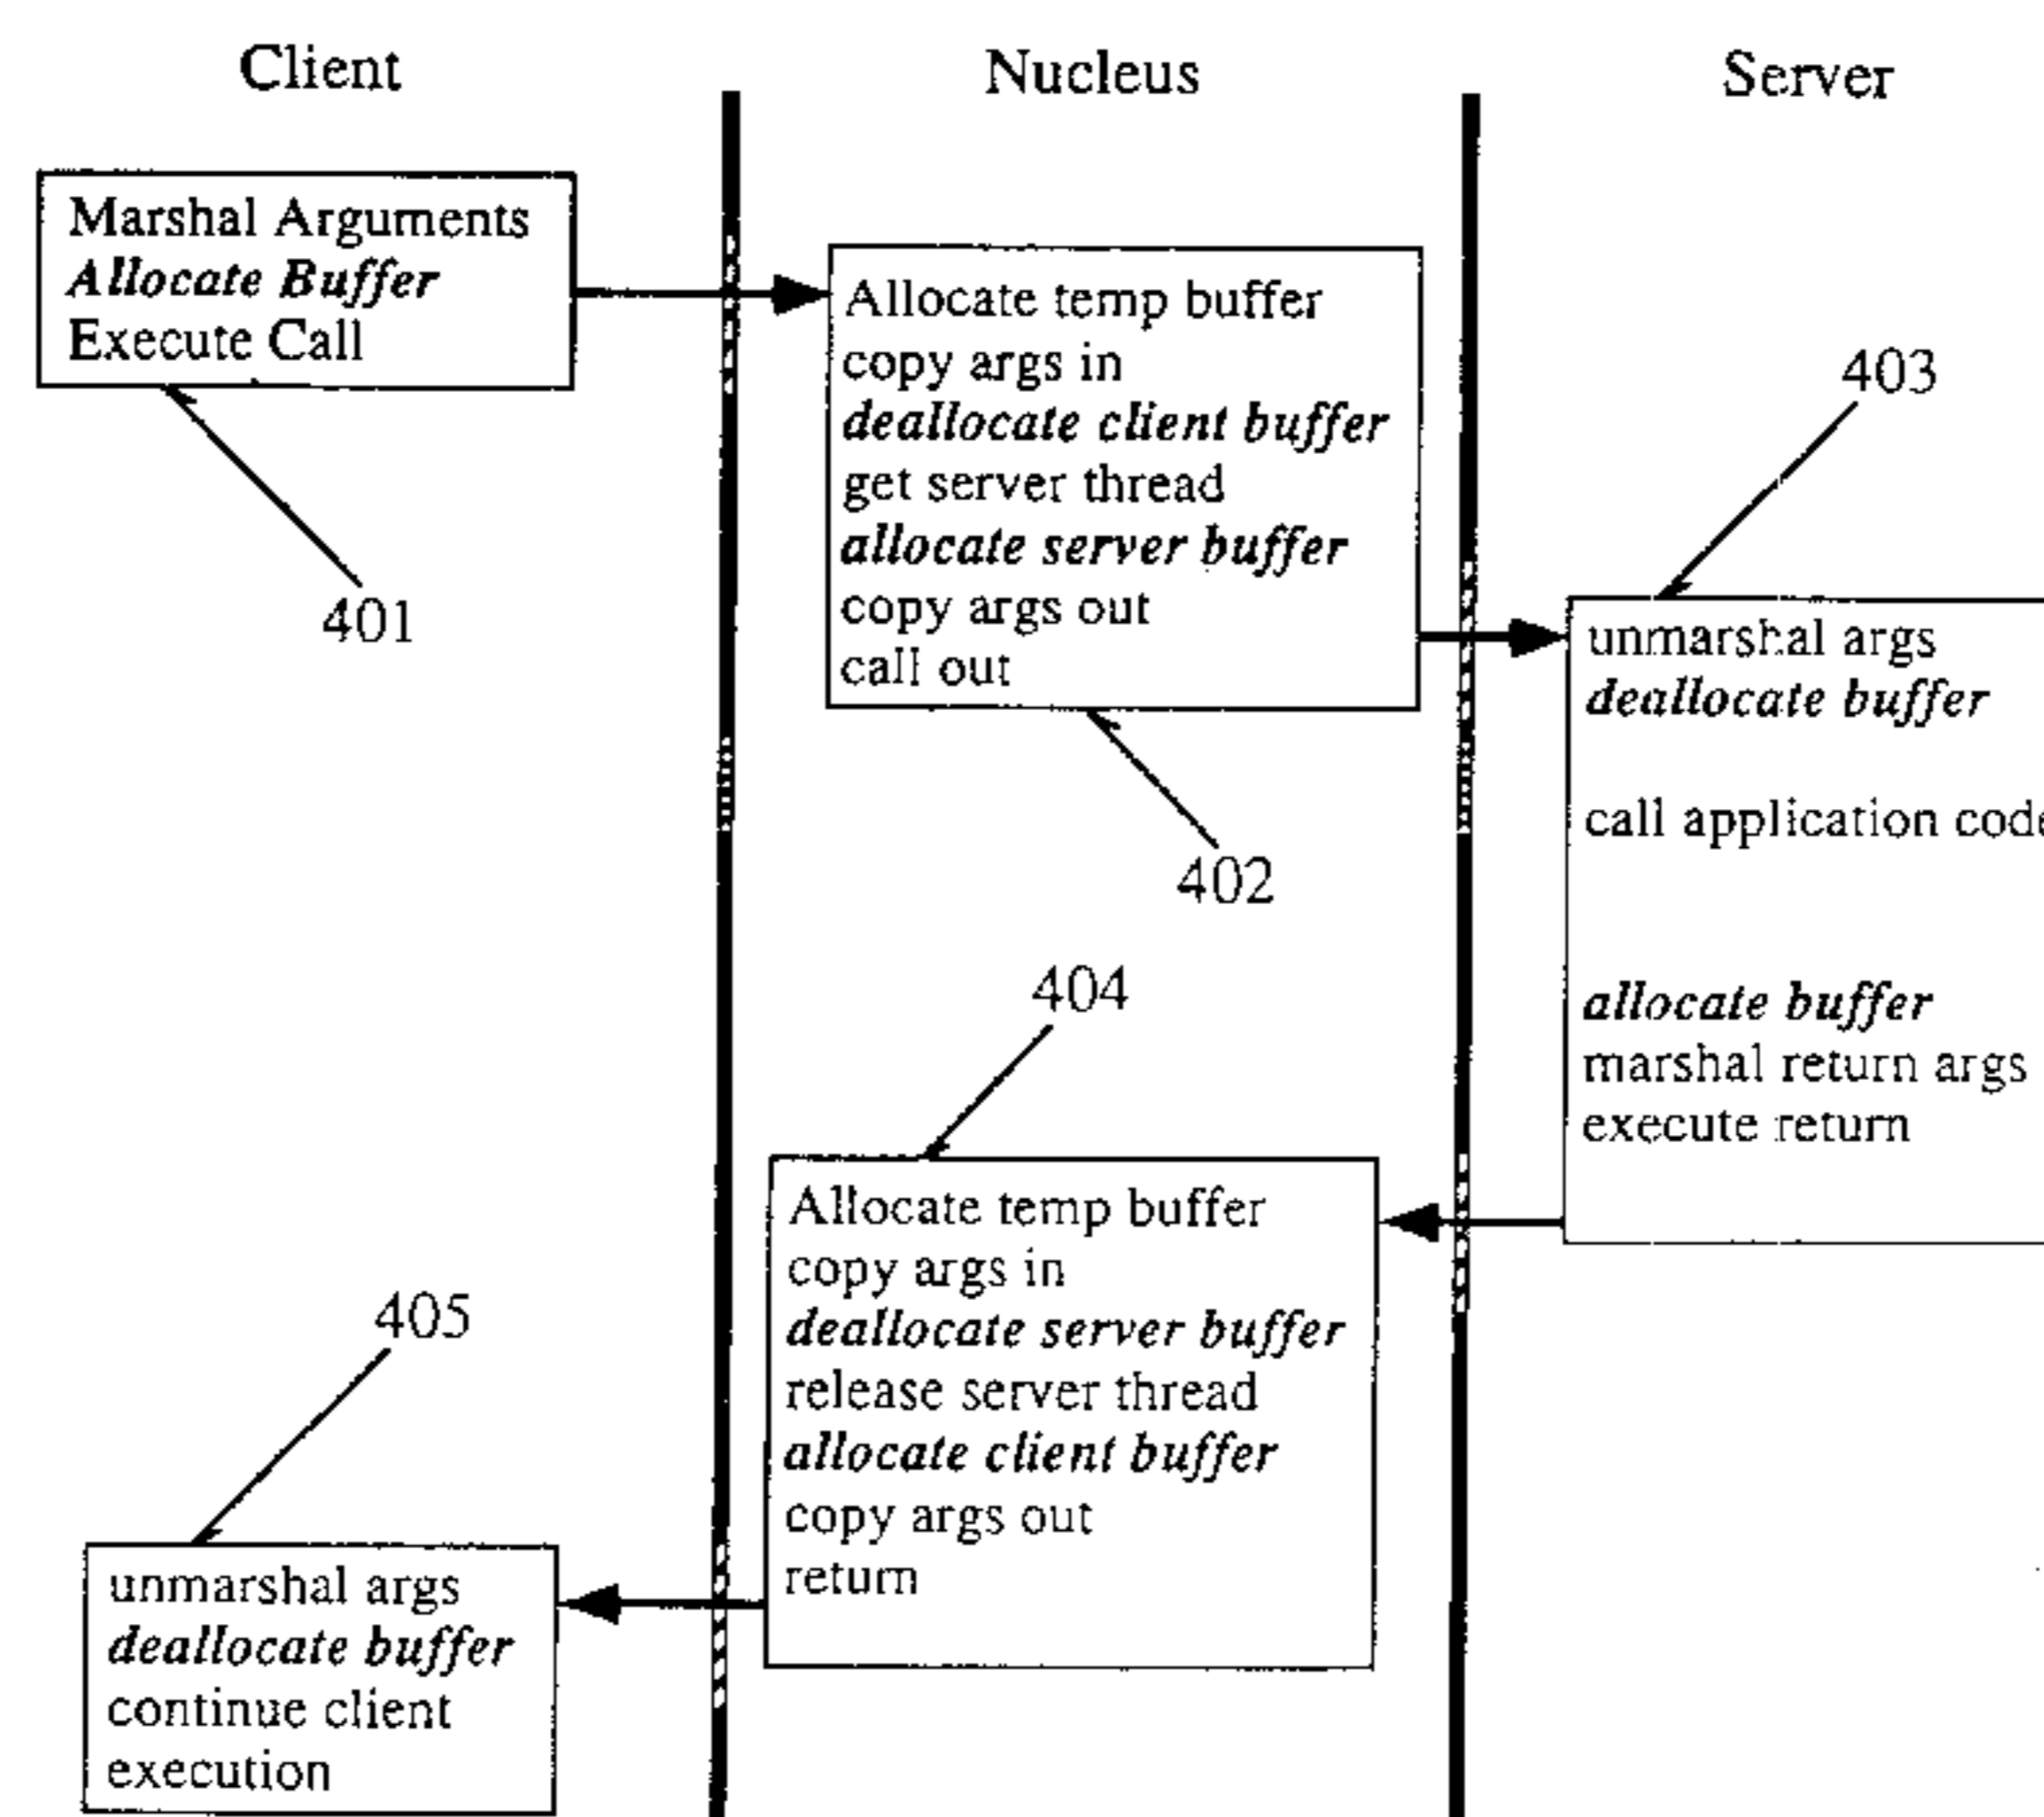 Client
Nucleus
Server
Marshal Arguments
Allocate Buffer
Execute Call
401
Allocate temp buffer
copy args in
deallocate client buffer
get server thread
allocate server buffer
copy args out
call out
402
403
unmarshal args
deallocate buffer
call application code
allocate buffer
marshal return args
execute return
404
Allocate temp buffer
copy args in
deallocate server buffer
release server thread
allocate client buffer
copy args out
return
405
unmarshal args
deallocate buffer
continue client
execution